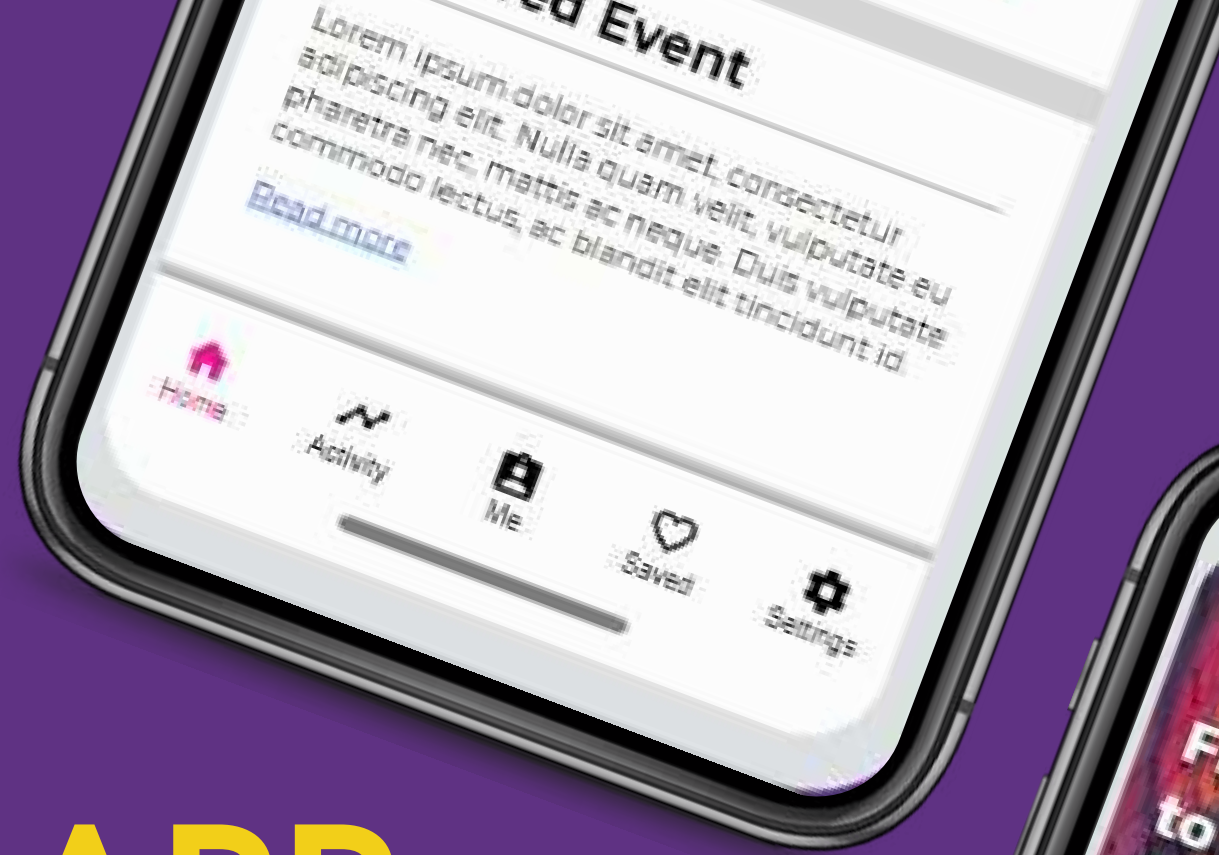 Event
Lorem ipsum dolor sit amet, consectetur
adipiscing elit. Nulla quam velit, vulputate eu
pharetra nec, mattis ac neque. Duis vulputate
commodo lectus, ac blandit elit tincidunt id
Read more
Home
Activity
Me
Saved
Settings
to